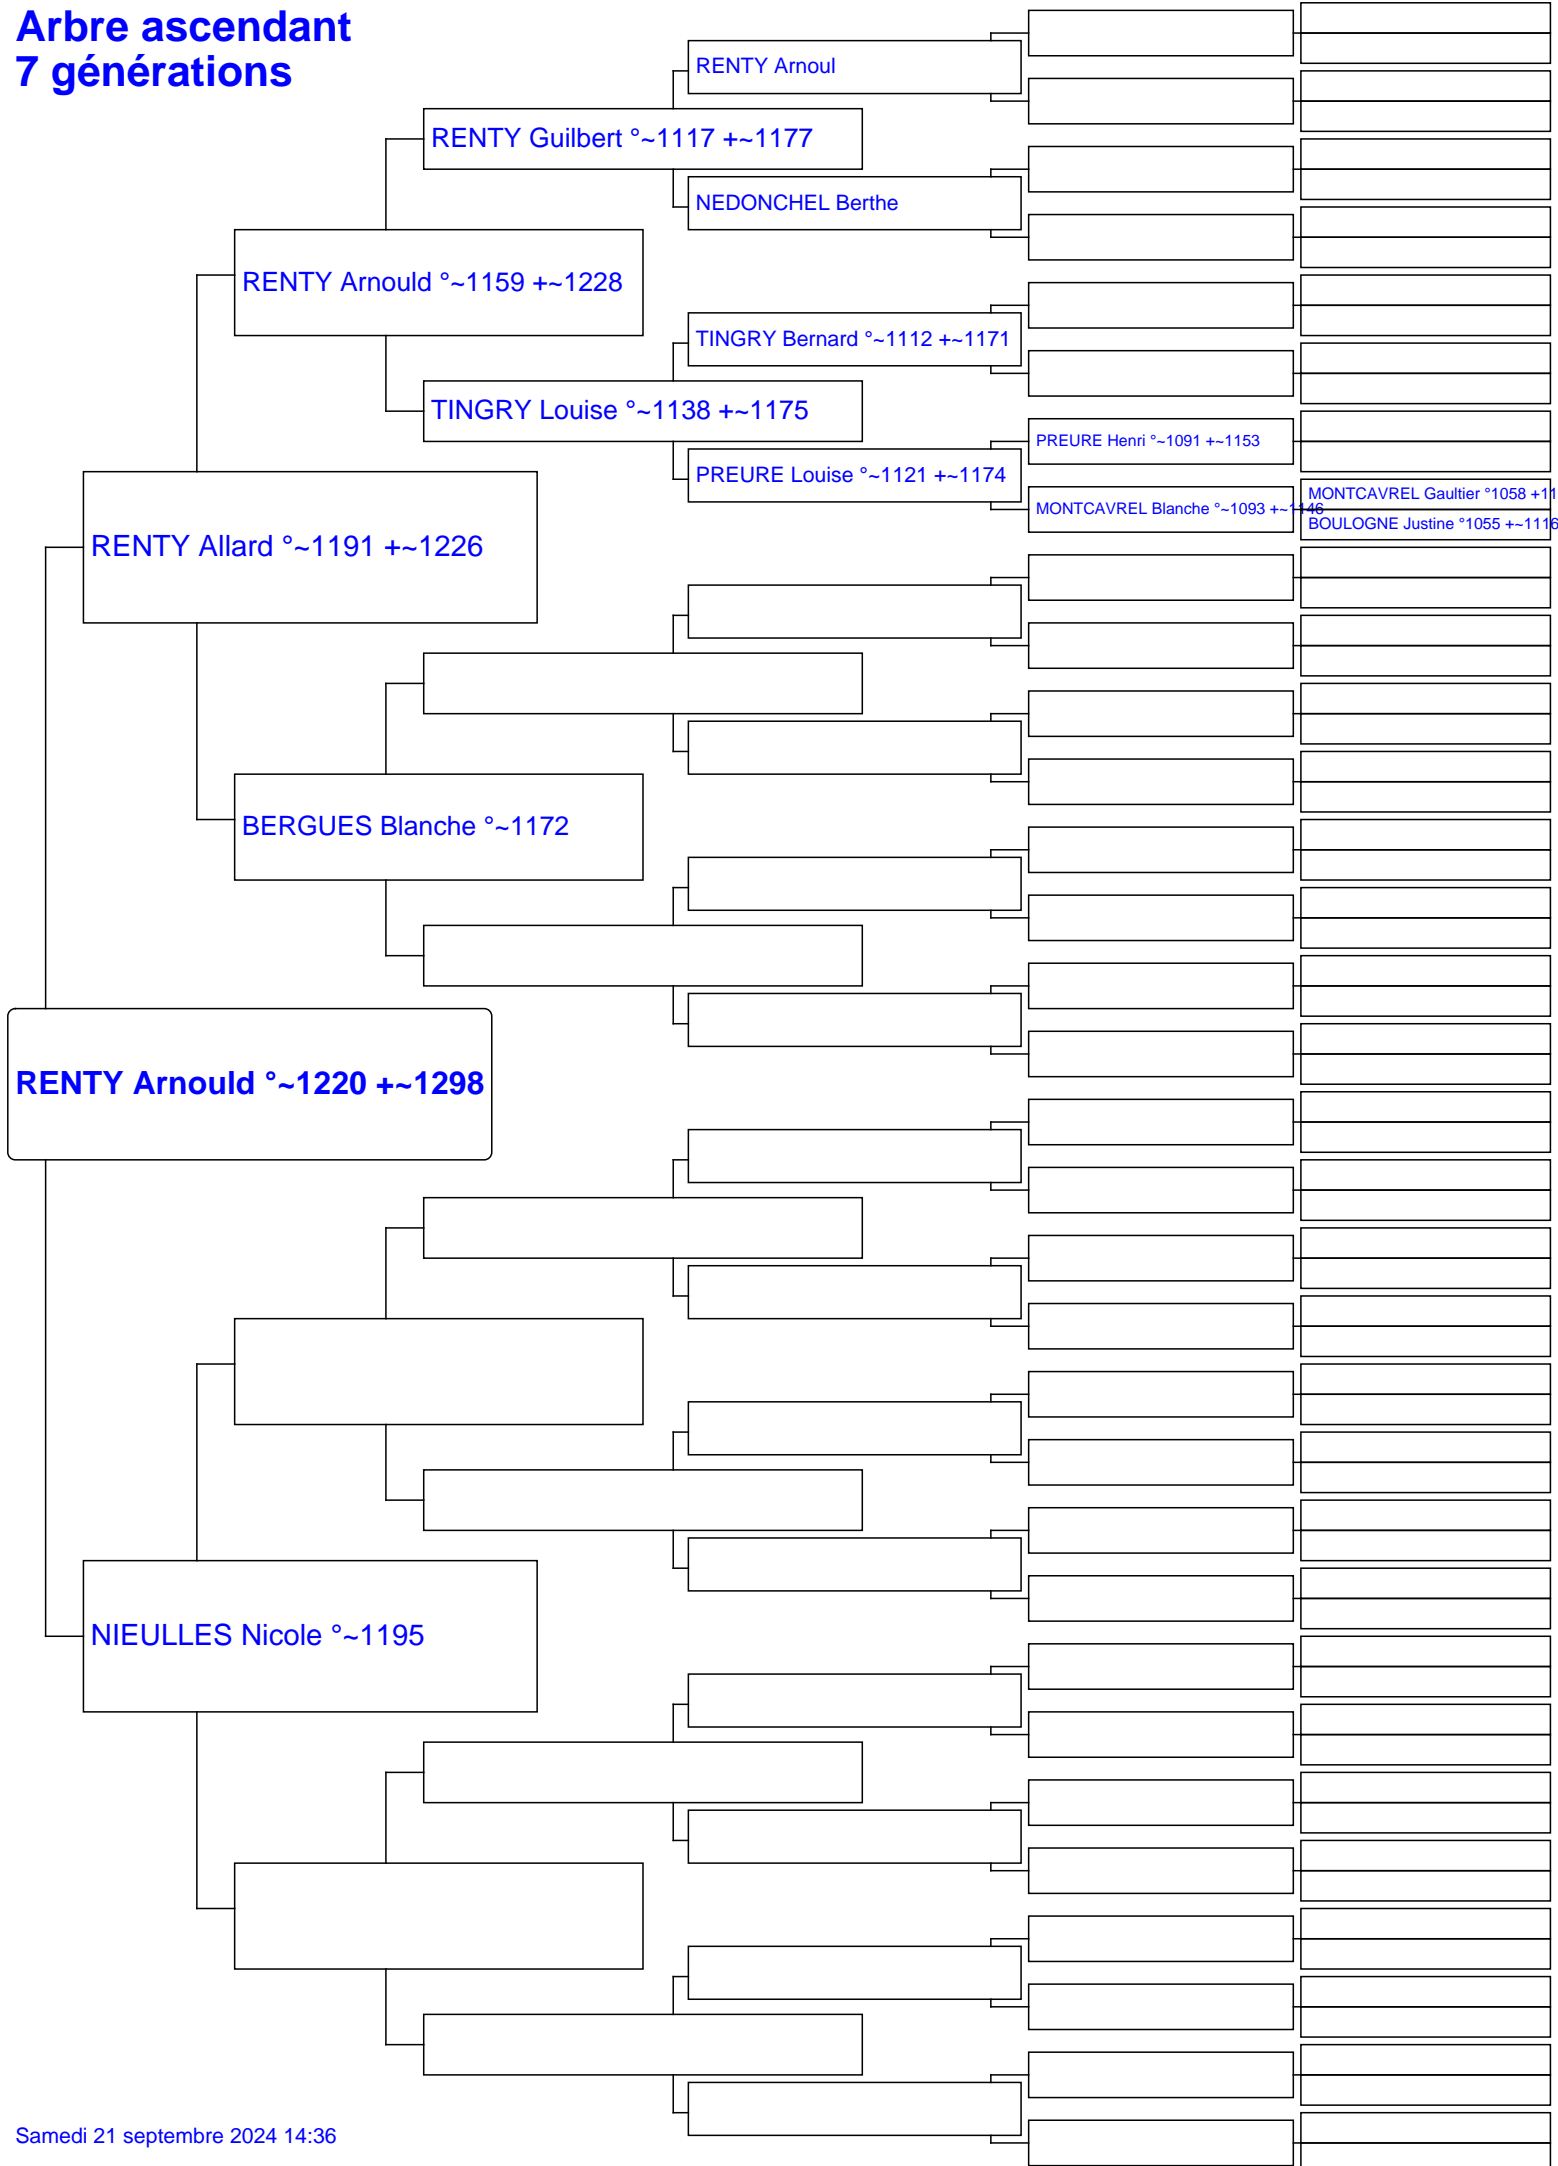 Arbre ascendant
7 générations
RENTY Arnoul
RENTY Guilbert °~1117 +~1177
NEDONCHEL Berthe
RENTY Arnould °~1159 +~1228
TINGRY Bernard °~1112 +~1171
TINGRY Louise °~1138 +~1175
PREURE Henri °~1091 +~1153
PREURE Louise °~1121 +~1174
MONTCAVREL Gaultier °1058 +11
MONTCAVREL Blanche °~1093 +~1146
BOULOGNE Justine °1055 +~1116
RENTY Allard °~1191 +~1226
BERGUES Blanche °~1172
RENTY Arnould °~1220 +~1298
NIEULLES Nicole °~1195
Samedi 21 septembre 2024 14:36